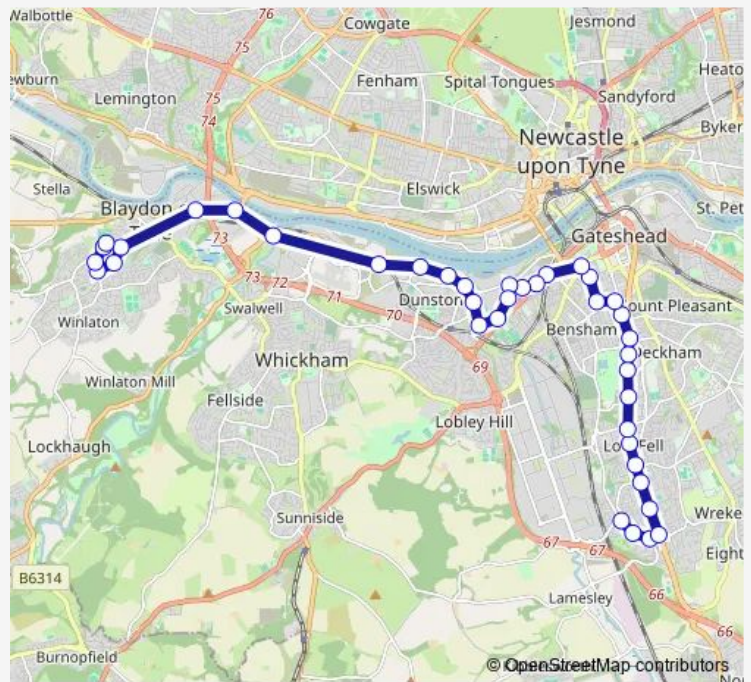 Walbottle
76
Cowgate
Jesmond
75
ewburn
Fenham
Spital Tongues
Heato
Lemington
75
Sandyford
74
Newcastle
upon Tyne
Byker
Stella
Elswick
Blaydon
St. Pet
73
Gateshead
73
72
71
Dunston
ount Pleasant
Swalwell
70
Winlaton
Bensham
Deckham
Whickham
69
Winlaton Mill
Fellside
Lobley Hill
Lockhaugh
Low Fell
Sunniside
Wreke
67
67
Eight
B6314
Lamesley
66
66
Burnopfield
© OpenStreetMap contributors